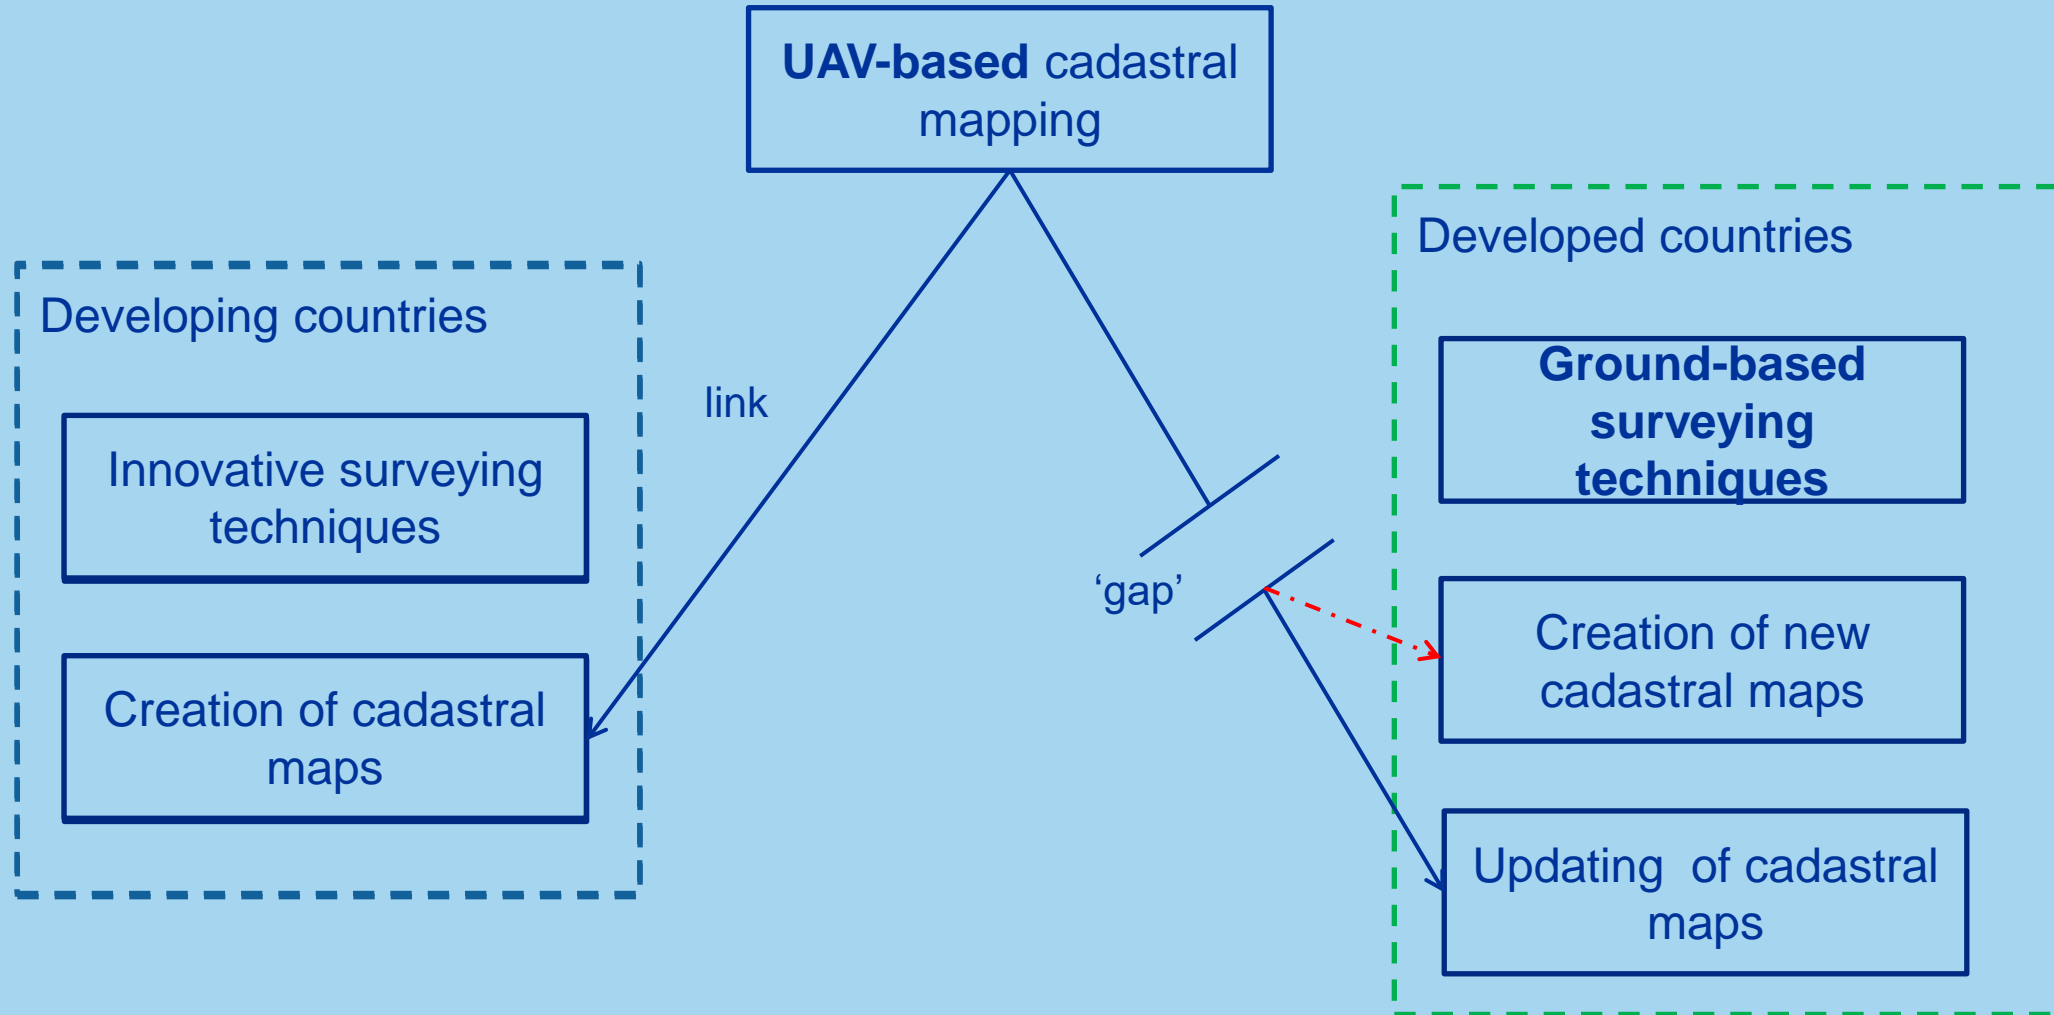 UAV-based cadastral
mapping
Developing countries
Innovative surveying
techniques
Creation of cadastral
maps
link
‘gap’
Developed countries
Ground-based
surveying
techniques
Creation of new
cadastral maps
Updating  of cadastral
maps